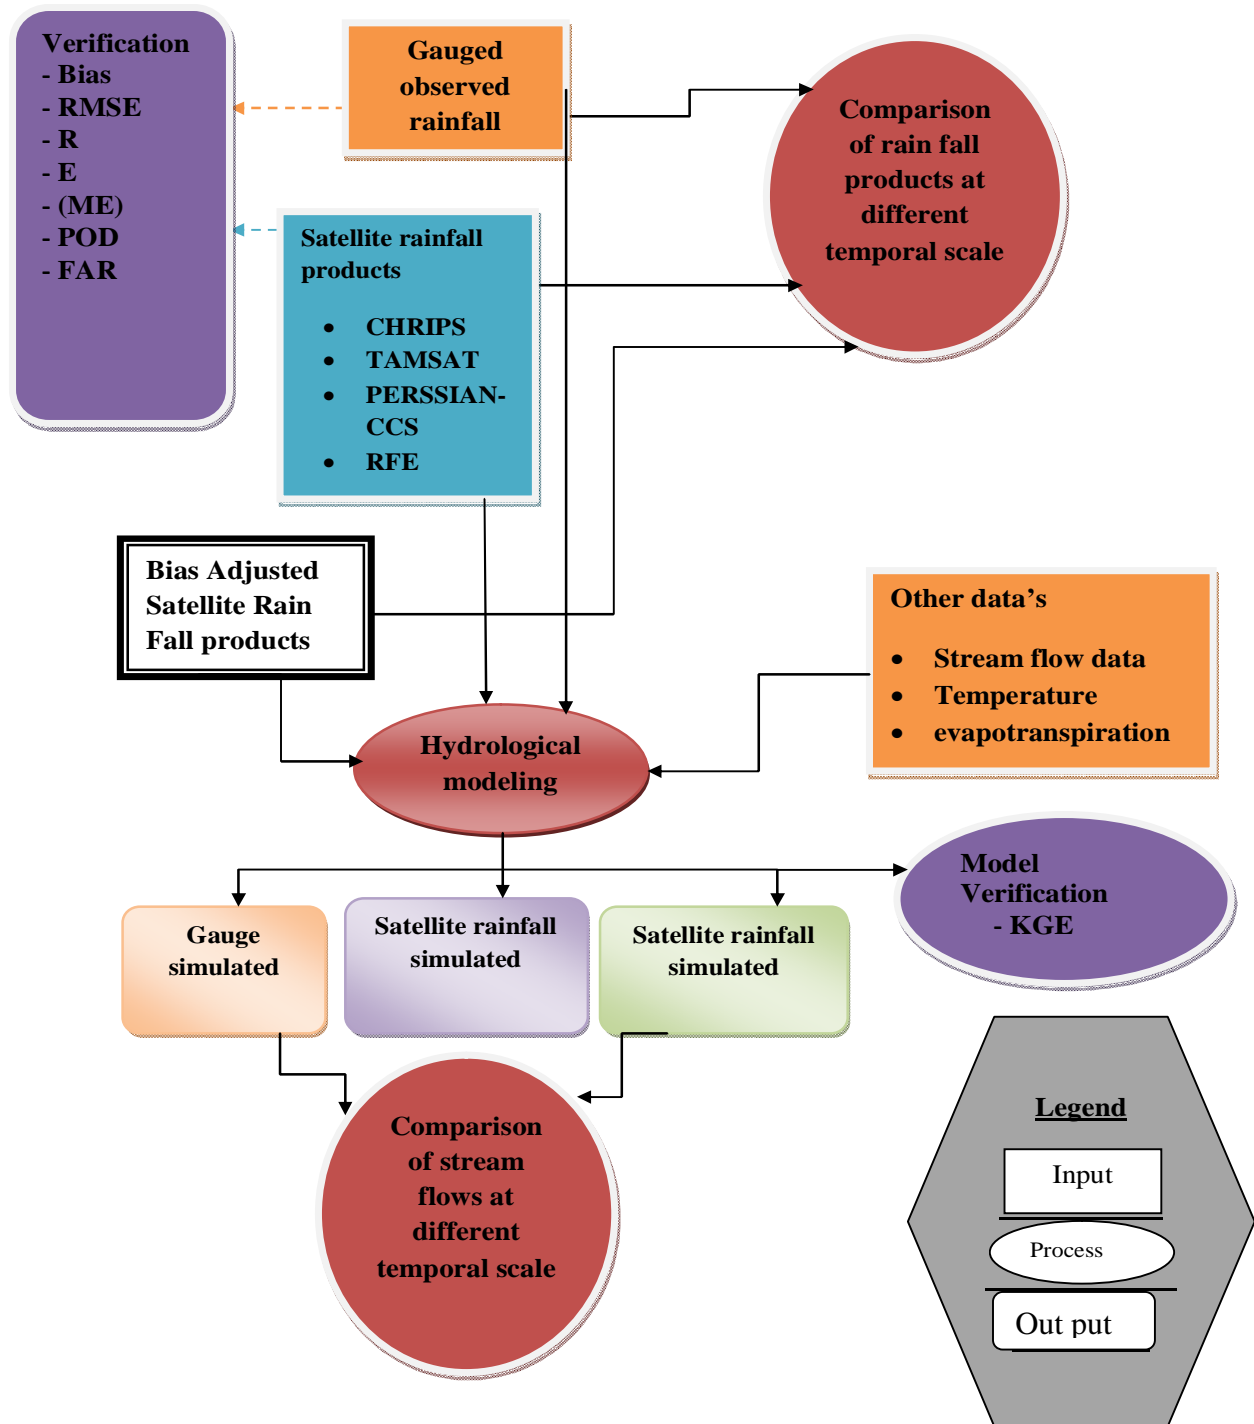 Verification
- Bias
- RMSE
- R
- E
- (ME)
- POD
- FAR
Gauged
observed
rainfall
Comparison
of rain fall
products at
different
temporal scale
Satellite rainfall
products
• CHRIPS
• TAMSAT
• PERSSIAN-
CCS
• RFE
Bias Adjusted
Satellite Rain
Fall products
Other data’s
• Stream flow data
• Temperature
• evapotranspiration
Hydrological
modeling
Model
Verification
- KGE
Gauge
simulated
Satellite rainfall
simulated
Satellite rainfall
simulated
Comparison
of stream
flows at
different
temporal scale
Legend
Input
Process
Out put